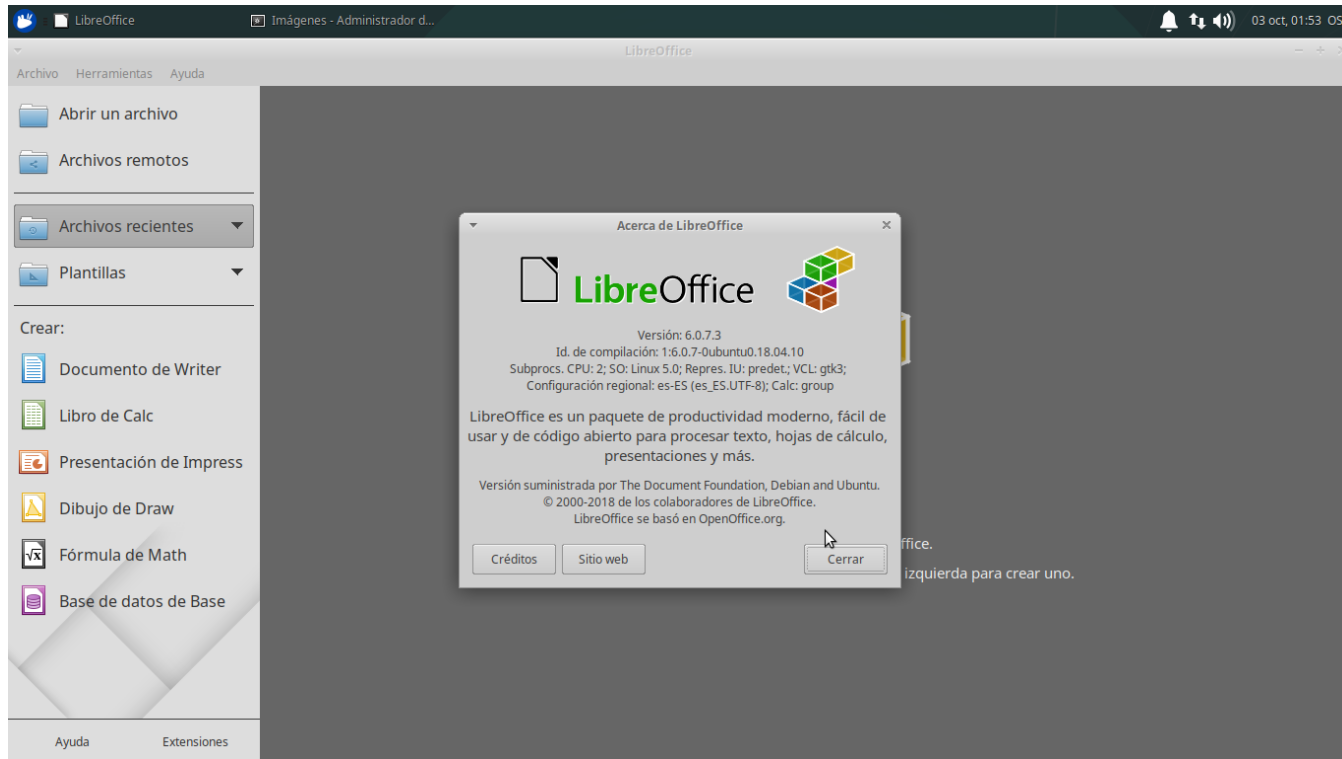 LibreOffice
Imágenes - Administrador d...
03 oct, 01:53 OS
LibreOffice
Archivo Herramientas Ayuda
Abrir un archivo
Archivos remotos
Archivos recientes
Plantillas
Crear:
Documento de Writer
Libro de Calc
Presentación de Impress
Dibujo de Draw
√x Fórmula de Math
Base de datos de Base
Ayuda Extensiones
Acerca de LibreOffice
LibreOffice
Versión: 6.0.7.3
Id. de compilación: 1:6.0.7-0ubuntu0.18.04.10
Subprocs. CPU: 2; SO: Linux 5.0; Repres. IU: predet.; VCL: gtk3;
Configuración regional: es-ES (es_ES.UTF-8); Calc: group
LibreOffice es un paquete de productividad moderno, fácil de
usar y de código abierto para procesar texto, hojas de cálculo,
presentaciones y más.
Versión suministrada por The Document Foundation, Debian and Ubuntu.
© 2000-2018 de los colaboradores de LibreOffice.
LibreOffice se basó en OpenOffice.org.
Créditos Sitio web Cerrar
ffice.
izquierda para crear uno.